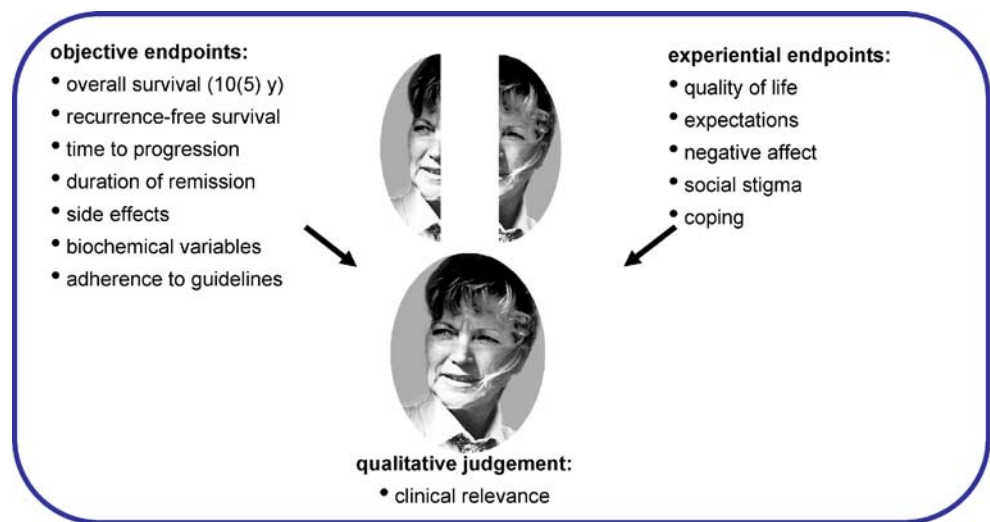 objective endpoints:
• overall survival (10(5) y)
• recurrence-free survival
• time to progression
• duration of remission
• side effects
• biochemical variables
• adherence to guidelines
experiential endpoints:
• quality of life
• expectations
• negative affect
• social stigma
• coping
qualitative judgement:
• clinical relevance